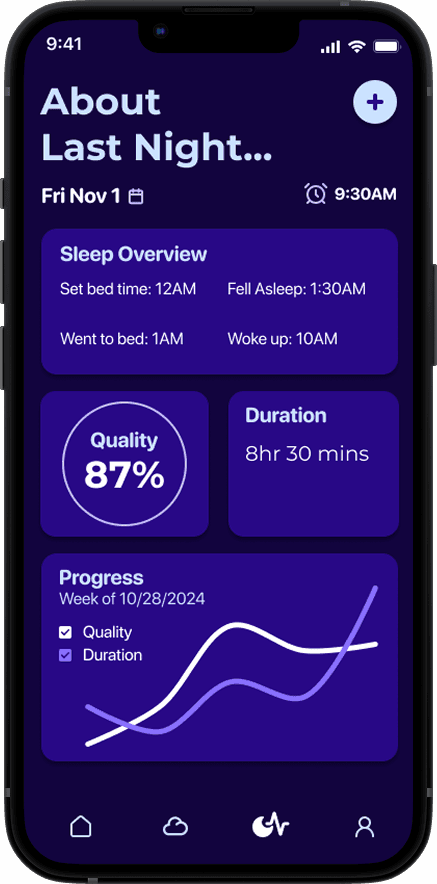 9:41
About
Last Night...
Fri Nov 1
9:30AM
Sleep Overview
Set bed time: 12AM
Fell Asleep: 1:30AM
Went to bed: 1AM
Woke up: 10AM
Quality
87%
Duration
8hr 30 mins
Progress
Week of 10/28/2024
Quality
Duration